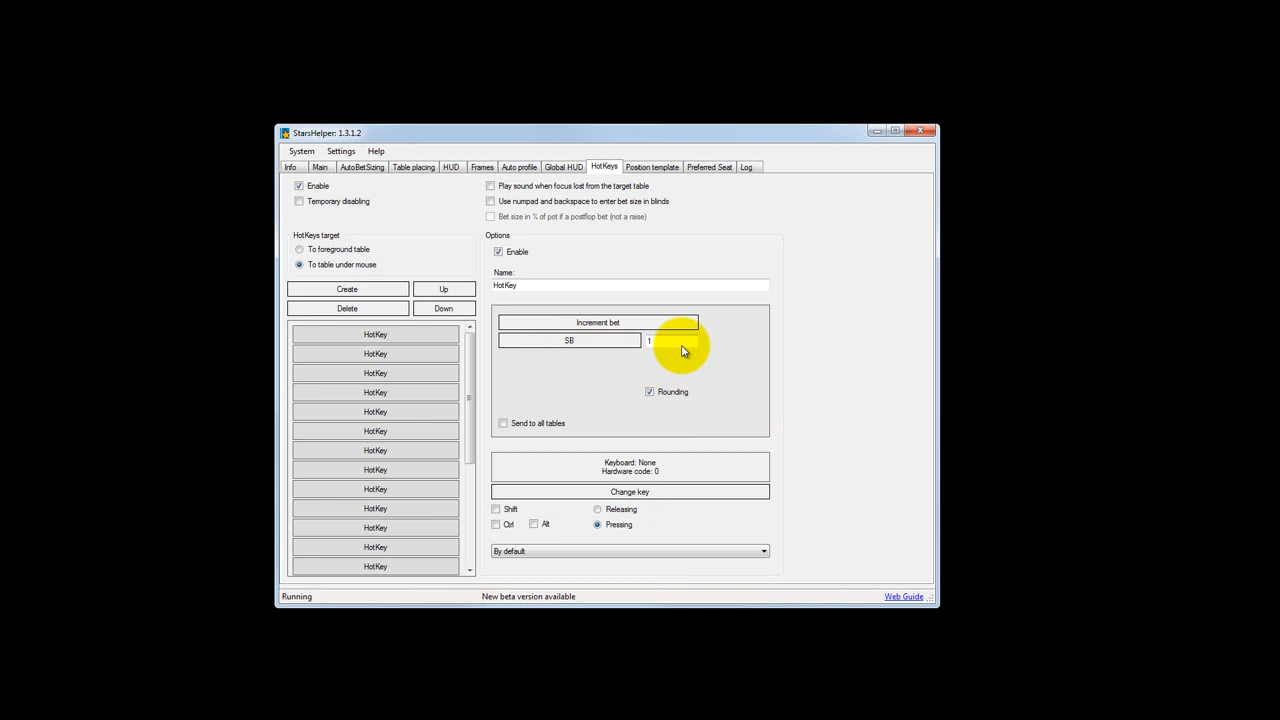 StarsHelper: 1.3.1.2
System Settings Help
Info Main AutoBetSizing Table placing HUD Frames Auto profile Global HUD HotKeys Position template Preferred Seat Log
Enable
Temporary disabling
Play sound when focus lost from the target table
Use numpad and backspace to enter bet size in blinds
Bet size in % of pot if a postflop bet (not a raise)
HotKeys target
To foreground table
To table under mouse
Create Up
Delete Down
HotKey
HotKey
HotKey
HotKey
HotKey
HotKey
HotKey
HotKey
HotKey
HotKey
HotKey
HotKey
HotKey
Options
Enable
Name:
HotKey
Increment bet
SB 1
Rounding
Send to all tables
Keyboard: None
Hardware code: 0
Change key
Shift Releasing
Ctrl Alt Pressing
By default
Running New beta version available Web Guide